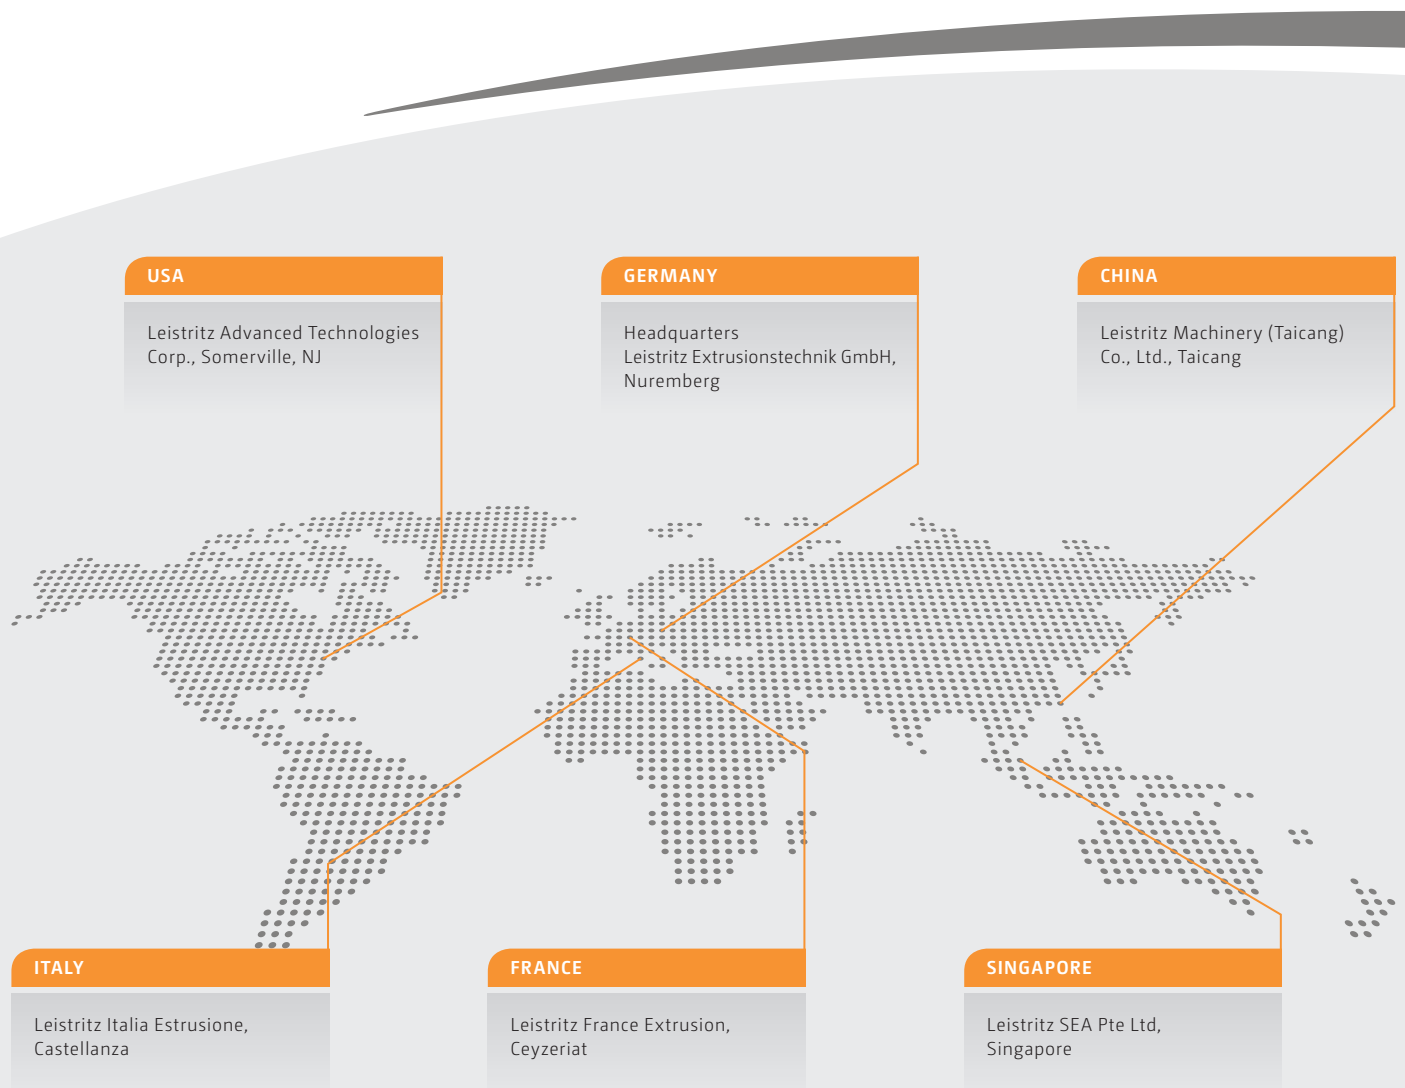 USA
Leistritz Advanced Technologies
Corp., Somerville, NJ
GERMANY
Headquarters
Leistritz Extrusionstechnik GmbH,
Nuremberg
CHINA
Leistritz Machinery (Taicang)
Co., Ltd., Taicang
ITALY
Leistritz Italia Estrusione,
Castellanza
FRANCE
Leistritz France Extrusion,
Ceyzeriat
SINGAPORE
Leistritz SEA Pte Ltd,
Singapore